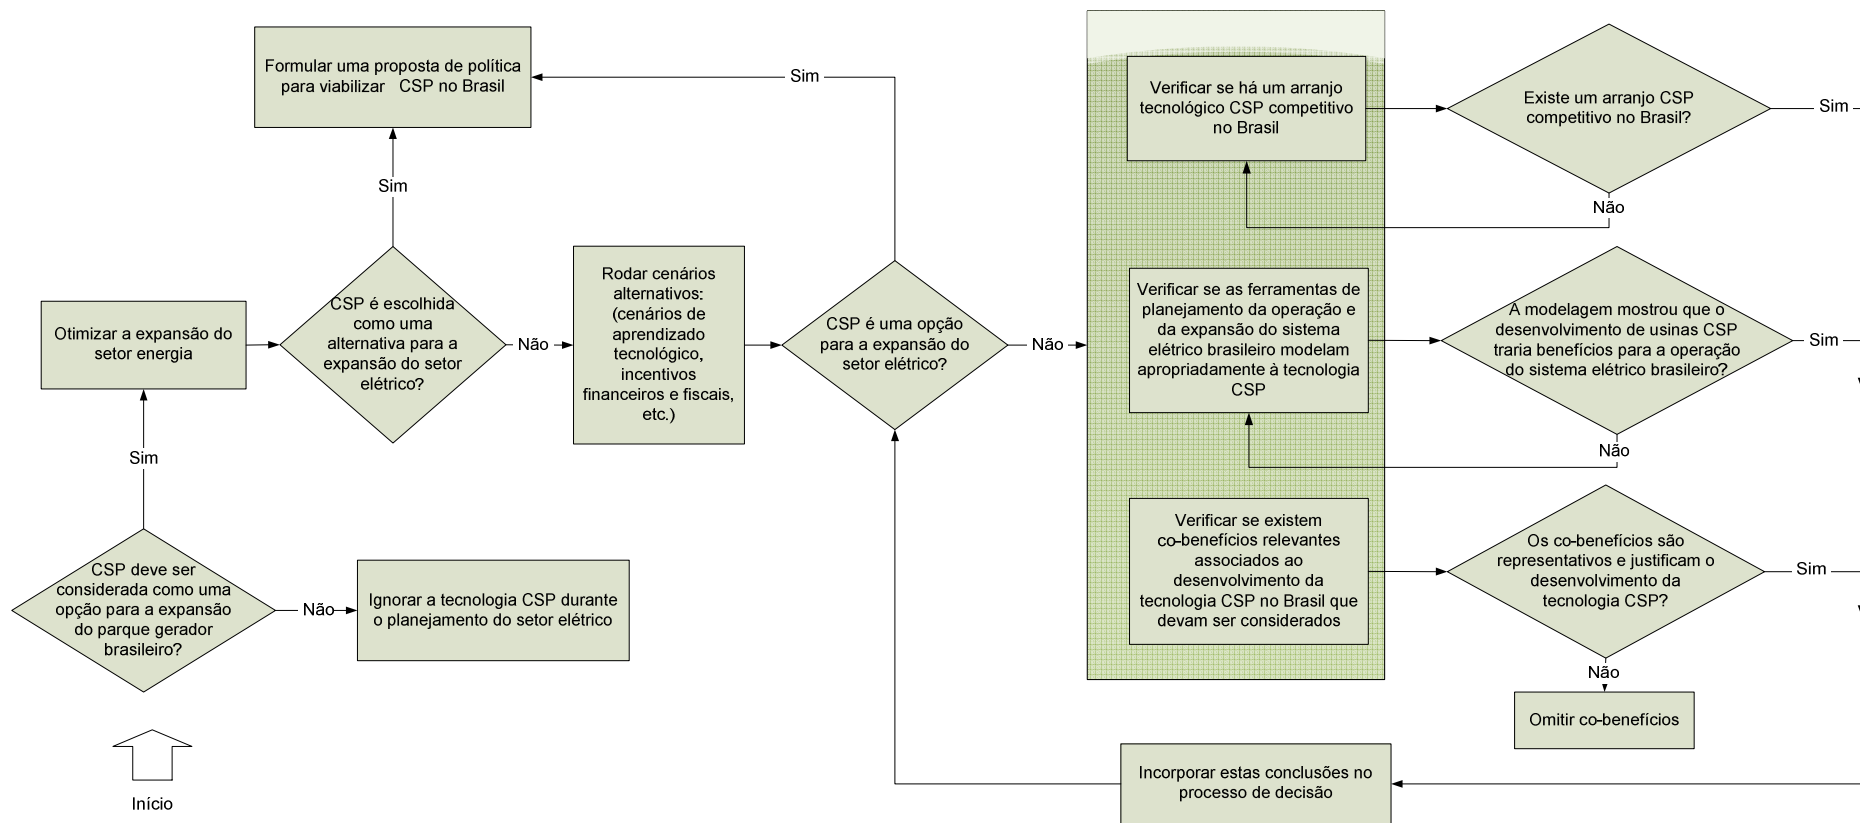 Formular uma proposta de política
para viabilizar CSP no Brasil
Sim
Sim
Otimizar a expansão do
setor energia
CSP é escolhida
como uma
alternativa para a
expansão do setor
elétrico?
Não
Rodar cenários
alternativos:
(cenários de
aprendizado
tecnológico,
incentivos
financeiros e fiscais,
etc.)
CSP é uma opção
para a expansão do
setor elétrico?
Não
Sim
CSP deve ser
considerada como uma
opção para a expansão
do parque gerador
brasileiro?
Não
Ignorar a tecnologia CSP durante
o planejamento do setor elétrico
Início
Verificar se há um arranjo
tecnológico CSP competitivo
no Brasil
Existe um arranjo CSP
competitivo no Brasil?
Sim
Não
Verificar se as ferramentas de
planejamento da operação e
da expansão do sistema
elétrico brasileiro modelam
apropriadamente à tecnologia
CSP
A modelagem mostrou que o
desenvolvimento de usinas CSP
traria benefícios para a operação
do sistema elétrico brasileiro?
Sim
Não
Verificar se existem
co-benefícios relevantes
associados ao
desenvolvimento da
tecnologia CSP no Brasil que
devam ser considerados
Os co-benefícios são
representativos e justificam o
desenvolvimento da
tecnologia CSP?
Sim
Não
Omitir co-benefícios
Incorporar estas conclusões no
processo de decisão